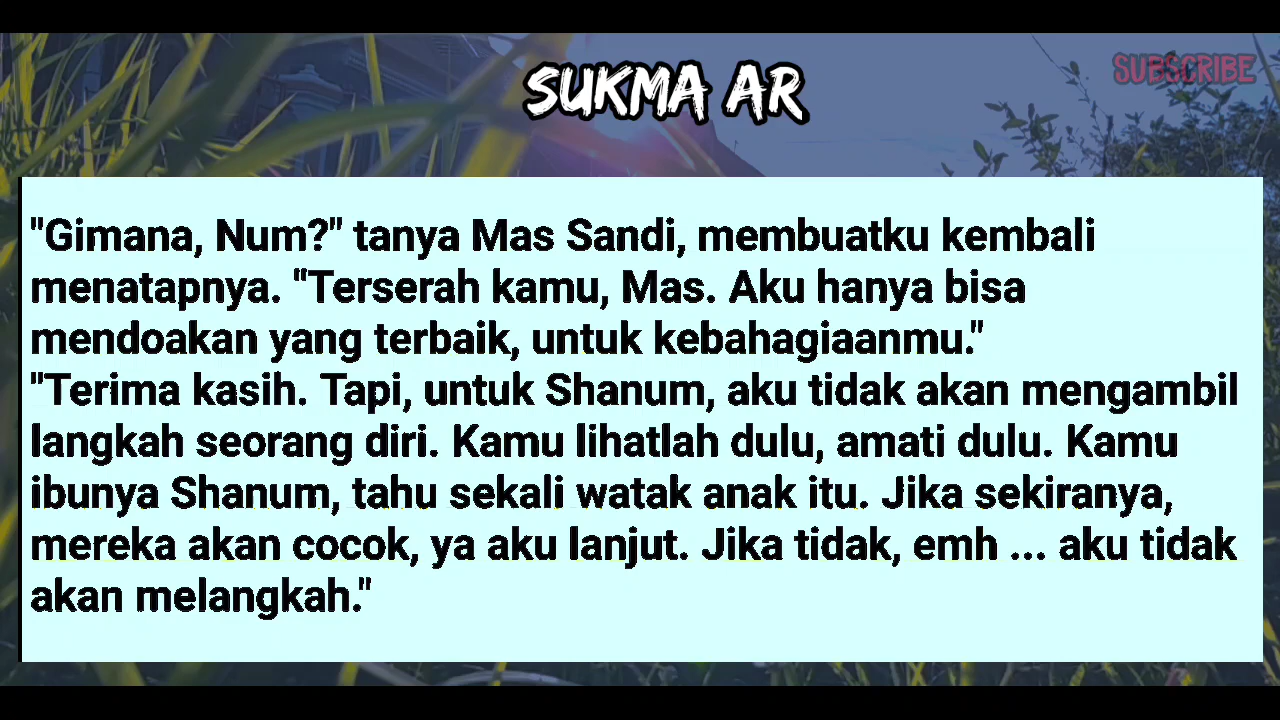 SUKMA AR
SUBSCRIBE
"Gimana, Num?" tanya Mas Sandi, membuatku kembali
menatapnya. "Terserah kamu, Mas. Aku hanya bisa
mendoakan yang terbaik, untuk kebahagiaanmu."
"Terima kasih. Tapi, untuk Shanum, aku tidak akan mengambil
langkah seorang diri. Kamu lihatlah dulu, amati dulu. Kamu
ibunya Shanum, tahu sekali watak anak itu. Jika sekiranya,
mereka akan cocok, ya aku lanjut. Jika tidak, emh ... aku tidak
akan melangkah."